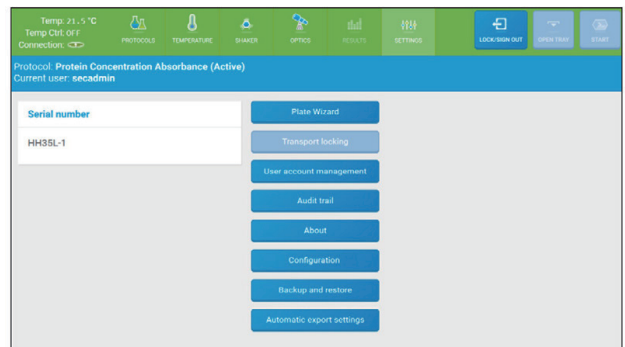 Temp: 21.5 °C
Temp Ctrl: OFF
Connection:
PROTOCOLS
TEMPERATURE
SHAKER
OPTICS
RESULTS
SETTINGS
LOCK/SIGN OUT
OPEN TRAY
START
Protocol: Protein Concentration Absorbance (Active)
Current user: secadmin
Serial number
HH35L-1
Plate Wizard
Transport locking
User account management
Audit trail
About
Configuration
Backup and restore
Automatic export settings